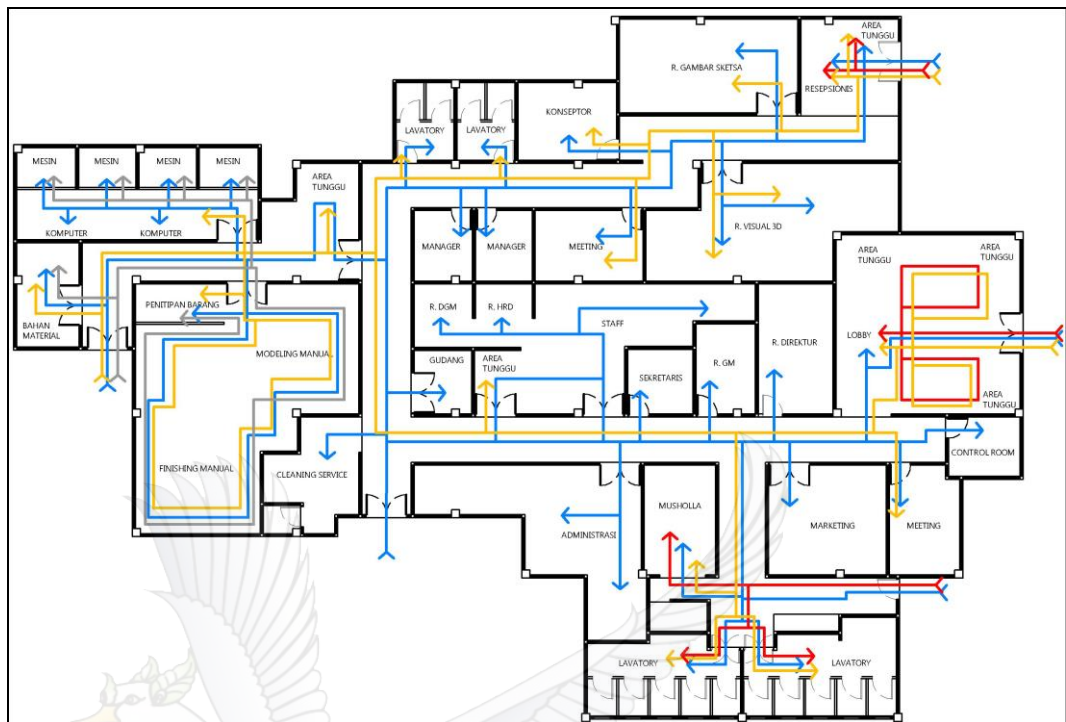 AREA
TUNGGU
R. GAMBAR SKETSA
RESEPSIONIS
KONSEPTOR
LAVATORY
LAVATORY
MESIN
MESIN
MESIN
MESIN
AREA
TUNGGU
KOMPUTER
KOMPUTER
MANAGER
MANAGER
MEETING
R. VISUAL 3D
AREA
TUNGGU
AREA
TUNGGU
PENITIPAN BARANG
BAHAN
MATERIAL
R. DGM
R. HRD
STAFF
MODELING MANUAL
LOBBY
R. DIREKTUR
GUDANG
AREA
TUNGGU
R. GM
SEKRETARIS
AREA
TUNGGU
CONTROL ROOM
FINISHING MANUAL
CLEANING SERVICE
MUSHOLLA
MARKETING
MEETING
ADMINISTRASI
LAVATORY
LAVATORY